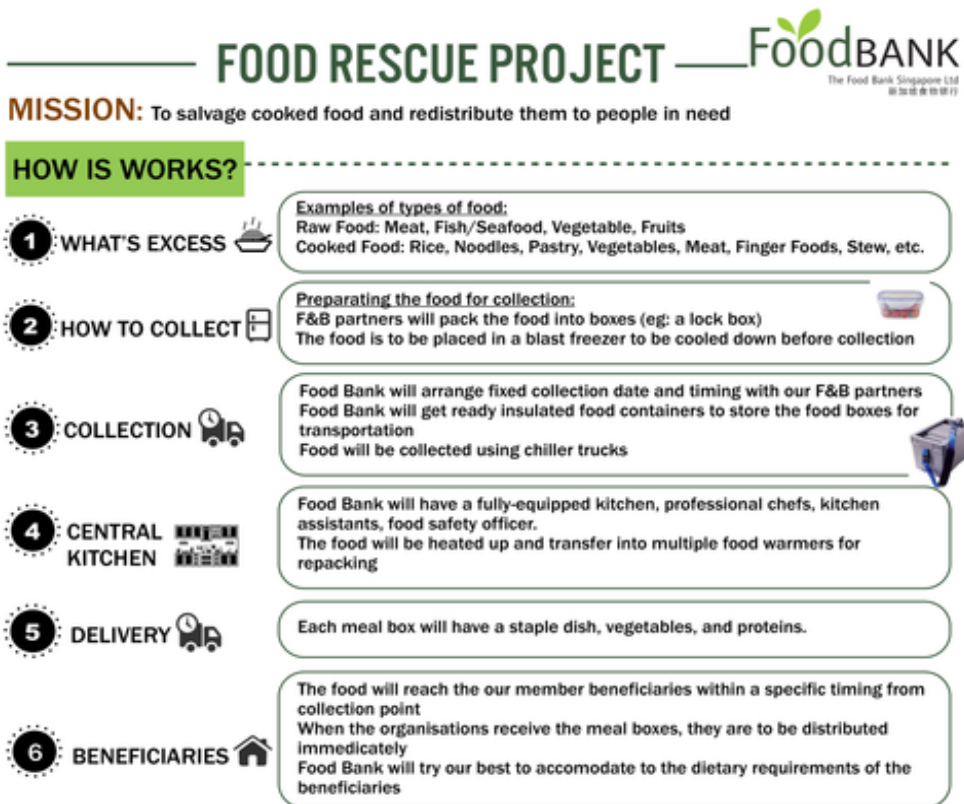 FOOD RESCUE PROJECT
FoodBANK
The Food Bank Singapore Ltd
新加坡食物银行
MISSION: To salvage cooked food and redistribute them to people in need
HOW IS WORKS?
1 WHAT'S EXCESS
Examples of types of food:
Raw Food: Meat, Fish/Seafood, Vegetable, Fruits
Cooked Food: Rice, Noodles, Pastry, Vegetables, Meat, Finger Foods, Stew, etc.
2 HOW TO COLLECT
Preparating the food for collection:
F&B partners will pack the food into boxes (eg: a lock box)
The food is to be placed in a blast freezer to be cooled down before collection
3 COLLECTION
Food Bank will arrange fixed collection date and timing with our F&B partners
Food Bank will get ready insulated food containers to store the food boxes for
transportation
Food will be collected using chiller trucks
4 CENTRAL
KITCHEN
Food Bank will have a fully-equipped kitchen, professional chefs, kitchen
assistants, food safety officer.
The food will be heated up and transfer into multiple food warmers for
repacking
5 DELIVERY
Each meal box will have a staple dish, vegetables, and proteins.
6 BENEFICIARIES
The food will reach the our member beneficiaries within a specific timing from
collection point
When the organisations receive the meal boxes, they are to be distributed
immedicately
Food Bank will try our best to accomodate to the dietary requirements of the
beneficiaries